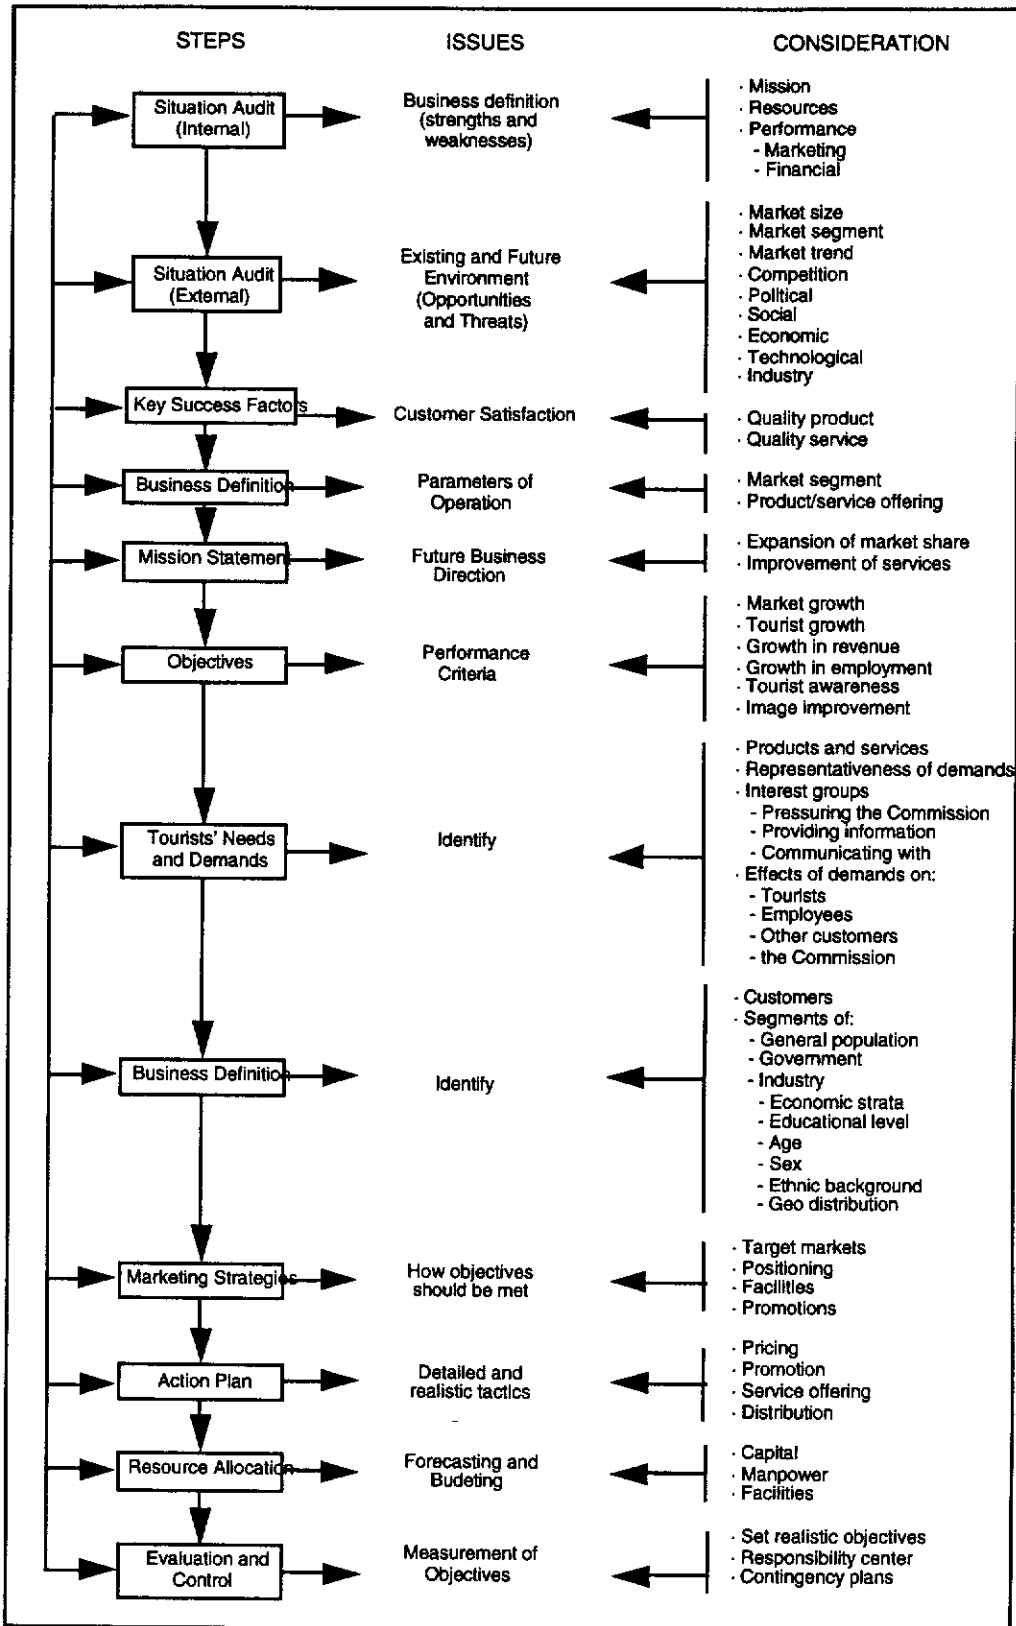 STEPS
ISSUES
CONSIDERATION
Situation Audit
(Internal)
Business definition
(strengths and
weaknesses)
· Mission
· Resources
· Performance
- Marketing
- Financial
Situation Audit
(External)
Existing and Future
Environment
(Opportunities
and Threats)
· Market size
· Market segment
· Market trend
· Competition
· Political
· Social
· Economic
· Technological
· Industry
Key Success Factors
Customer Satisfaction
· Quality product
· Quality service
Business Definition
Parameters of
Operation
· Market segment
· Product/service offering
Mission Statement
Future Business
Direction
· Expansion of market share
· Improvement of services
Objectives
Performance
Criteria
· Market growth
· Tourist growth
· Growth in revenue
· Growth in employment
· Tourist awareness
· Image improvement
Tourists' Needs
and Demands
Identify
· Products and services
· Representativeness of demands
· Interest groups
- Pressuring the Commission
- Providing information
- Communicating with
· Effects of demands on:
- Tourists
- Employees
- Other customers
- the Commission
Business Definition
Identify
· Customers
· Segments of:
- General population
- Government
- Industry
- Economic strata
- Educational level
- Age
- Sex
- Ethnic background
- Geo distribution
Marketing Strategies
How objectives
should be met
· Target markets
· Positioning
· Facilities
· Promotions
Action Plan
Detailed and
realistic tactics
· Pricing
· Promotion
· Service offering
· Distribution
Resource Allocation
Forecasting and
Budeting
· Capital
· Manpower
· Facilities
Evaluation and
Control
Measurement of
Objectives
· Set realistic objectives
· Responsibility center
· Contingency plans